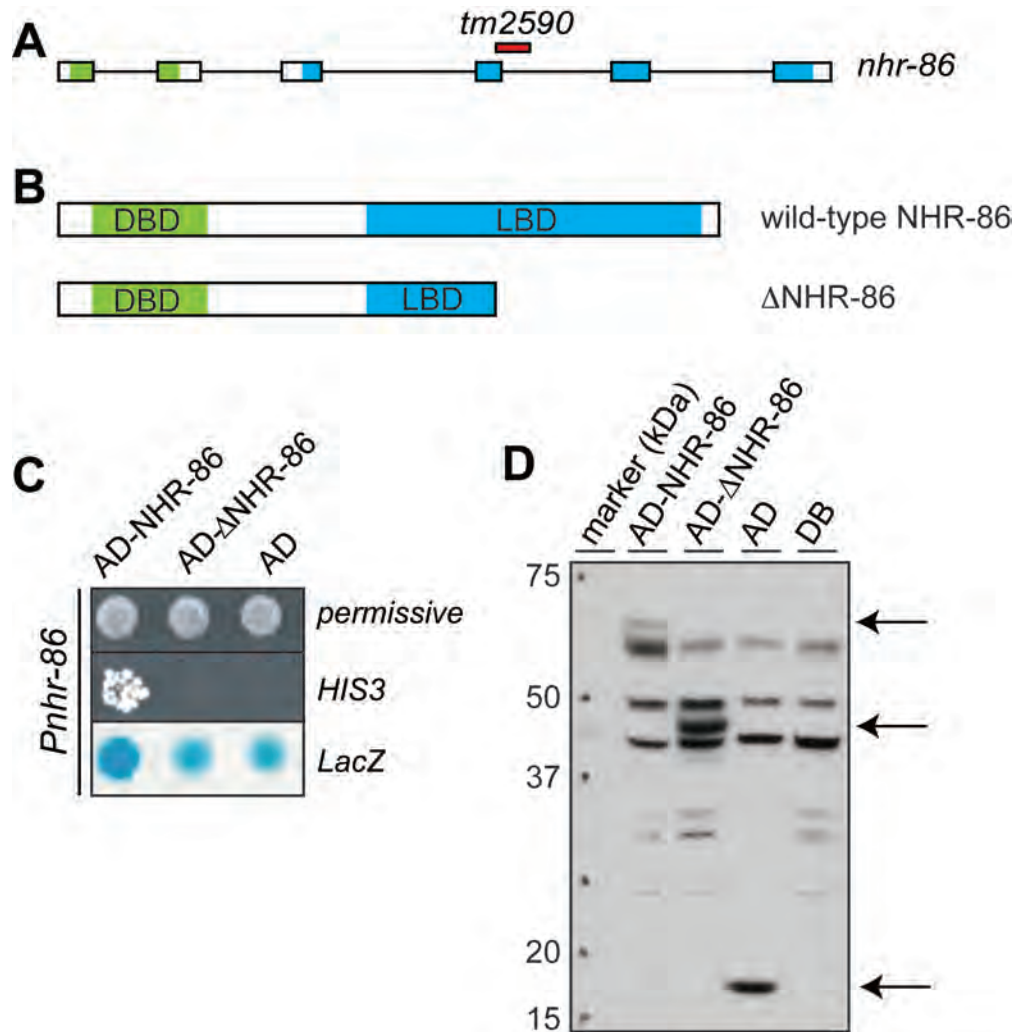 A
tm2590
nhr-86
B
DBD
LBD
wild-type NHR-86
DBD
LBD
ΔNHR-86
C
AD-NHR-86
AD-ΔNHR-86
AD
Pnhr-86
permissive
HIS3
LacZ
D
marker (kDa)
AD-NHR-86
AD-ΔNHR-86
AD
DB
75
50
37
20
15